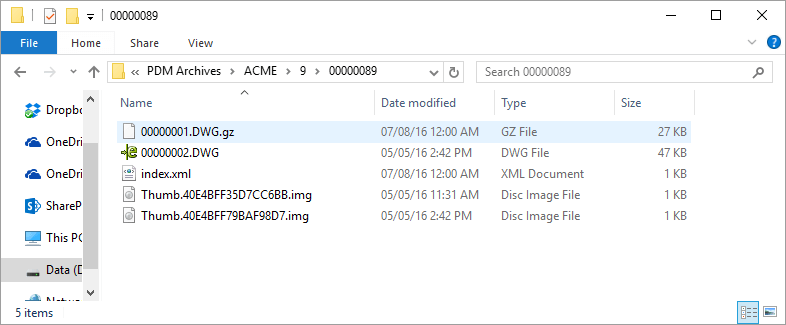 00000089
File Home Share View
PDM Archives ACME 9 00000089 Search 00000089
Name Date modified Type Size
Dropbo
OneDri
OneDri
ShareP
This PC
Data (D
Netwo
00000001.DWG.gz 07/08/16 12:00 AM GZ File 27 KB
00000002.DWG 05/05/16 2:42 PM DWG File 47 KB
index.xml 07/08/16 12:00 AM XML Document 1 KB
Thumb.40E4BFF35D7CC6BB.img 05/05/16 11:31 AM Disc Image File 1 KB
Thumb.40E4BFF79BAF98D7.img 05/05/16 2:42 PM Disc Image File 1 KB
5 items